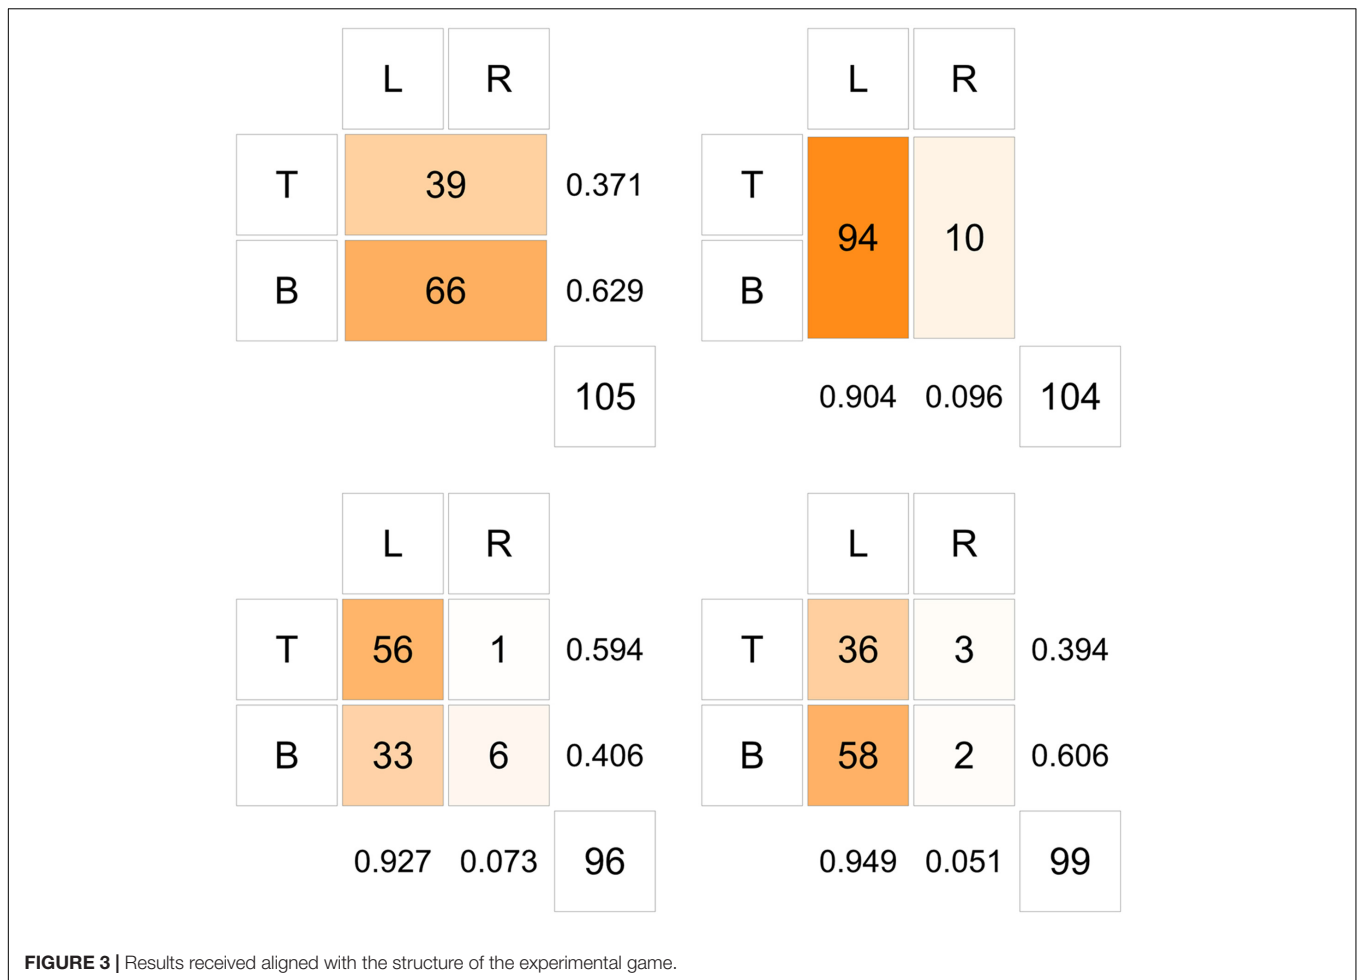 L R
T 39 0.371
B 66 0.629
105
L R
T 94 10
B
0.904 0.096 104
L R
T 56 1 0.594
B 33 6 0.406
0.927 0.073 96
L R
T 36 3 0.394
B 58 2 0.606
0.949 0.051 99
FIGURE 3 | Results received aligned with the structure of the experimental game.